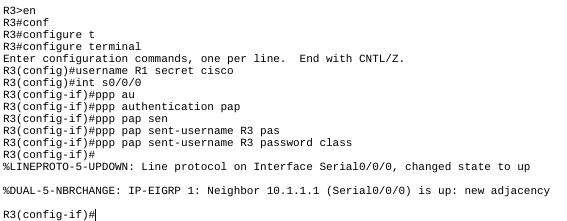 R3>en
R3#conf
R3#configure t
R3#configure terminal
Enter configuration commands, one per line.  End with CNTL/Z.
R3(config)#username R1 secret cisco
R3(config)#int s0/0/0
R3(config-if)#ppp au
R3(config-if)#ppp authentication pap
R3(config-if)#ppp pap sen
R3(config-if)#ppp pap sent-username R3 pas
R3(config-if)#ppp pap sent-username R3 password class
R3(config-if)#
%LINEPROTO-5-UPDOWN: Line protocol on Interface Serial0/0/0, changed state to up
%DUAL-5-NBRCHANGE: IP-EIGRP 1: Neighbor 10.1.1.1 (Serial0/0/0) is up: new adjacency
R3(config-if)#